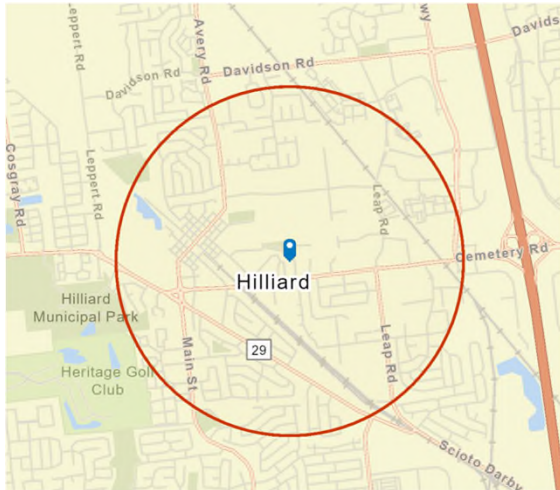 Leppert Rd
Avery Rd
wy
Davidson Rd
Davids
Davidson Rd
Cosgray Rd
Leppert Rd
Leap Rd
Cemetery Rd
Hilliard
Hilliard
Municipal Park
29
Main St
Leap Rd
Heritage Golf
Club
Scioto Darby